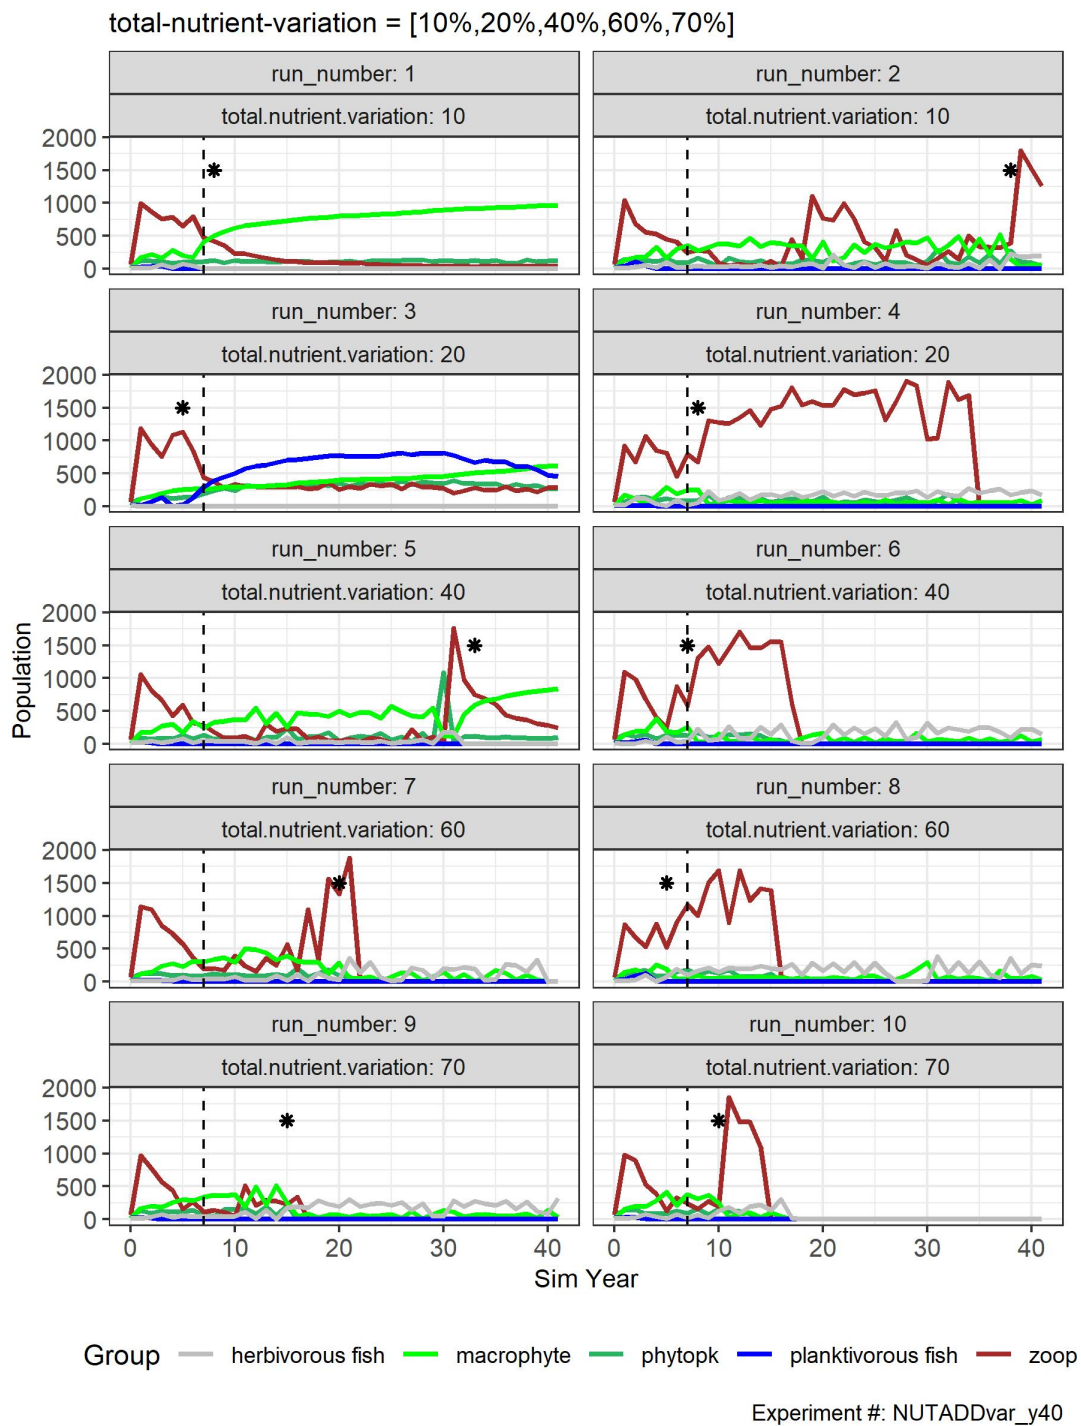 total-nutrient-variation = [10%,20%,40%,60%,70%]
run_number: 1
run_number: 2
total.nutrient.variation: 10
total.nutrient.variation: 10
2000
1500
1000
500
0
run_number: 3
run_number: 4
total.nutrient.variation: 20
total.nutrient.variation: 20
2000
1500
1000
500
0
run_number: 5
run_number: 6
total.nutrient.variation: 40
total.nutrient.variation: 40
2000
1500
1000
500
0
Population
run_number: 7
run_number: 8
total.nutrient.variation: 60
total.nutrient.variation: 60
2000
1500
1000
500
0
run_number: 9
run_number: 10
total.nutrient.variation: 70
total.nutrient.variation: 70
2000
1500
1000
500
0
0 10 20 30 40
0 10 20 30 40
Sim Year
Group herbivorous fish macrophyte phytopk planktivorous fish zoop
Experiment #: NUTADDvar_y40